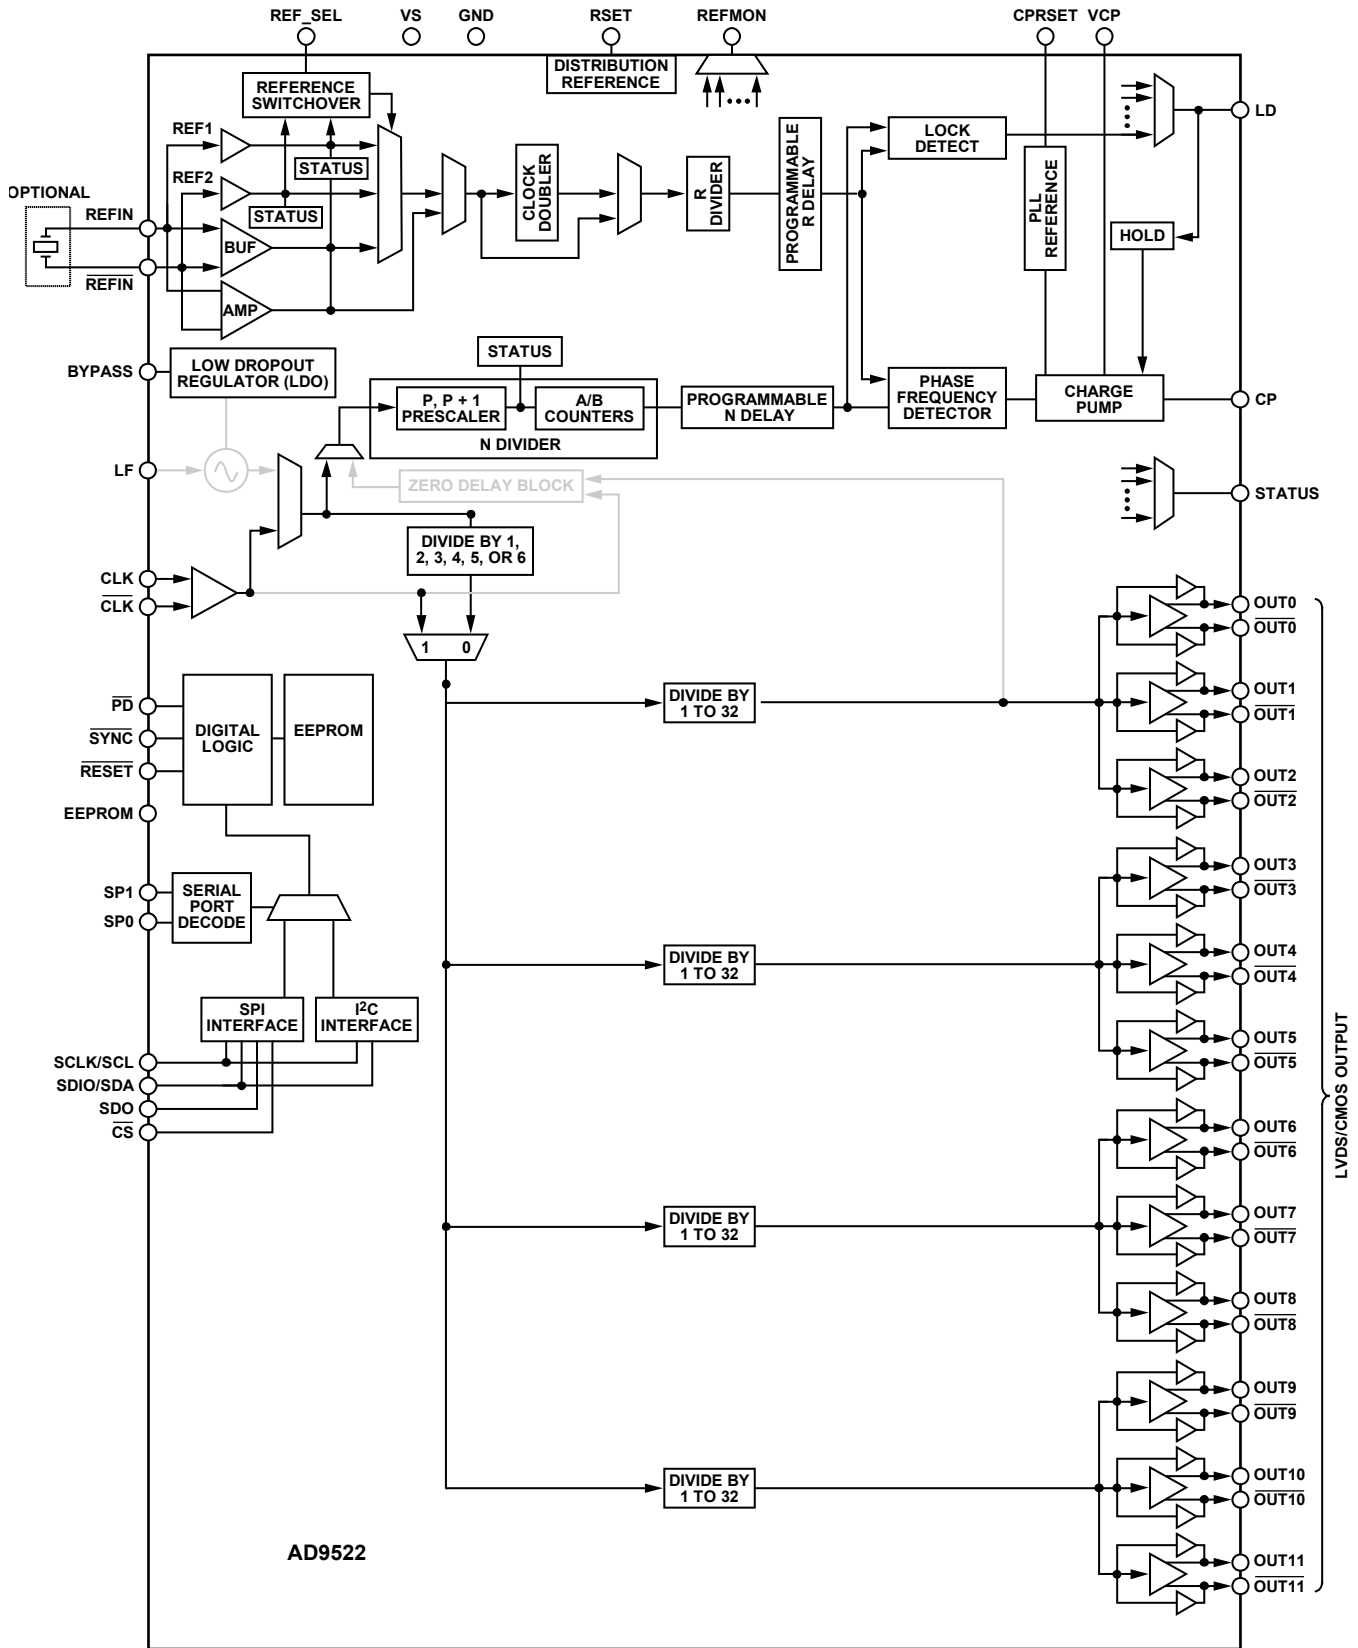 REF_SEL
VS
GND
RSET
REFMON
CPRSET
VCP
DISTRIBUTION
REFERENCE
REFERENCE
SWITCHOVER
REF1
REF2
STATUS
STATUS
OPTIONAL
REFIN
REFIN
BUF
AMP
CLOCK
DOUBLER
R
DIVIDER
PROGRAMMABLE
R DELAY
LOCK
DETECT
PLL
REFERENCE
HOLD
LD
BYPASS
LOW DROPOUT
REGULATOR (LDO)
STATUS
P, P + 1
PRESCALER
A/B
COUNTERS
N DIVIDER
PROGRAMMABLE
N DELAY
PHASE
FREQUENCY
DETECTOR
CHARGE
PUMP
CP
LF
ZERO DELAY BLOCK
STATUS
DIVIDE BY 1,
2, 3, 4, 5, OR 6
CLK
CLK
1 0
OUT0
OUT0
PD
SYNC
RESET
EEPROM
DIGITAL
LOGIC
EEPROM
DIVIDE BY
1 TO 32
OUT1
OUT1
OUT2
OUT2
SP1
SP0
SERIAL
PORT
DECODE
OUT3
OUT3
DIVIDE BY
1 TO 32
OUT4
OUT4
SPI
INTERFACE
I²C
INTERFACE
OUT5
OUT5
SCLK/SCL
SDIO/SDA
SDO
CS
OUT6
OUT6
DIVIDE BY
1 TO 32
OUT7
OUT7
OUT8
OUT8
OUT9
OUT9
DIVIDE BY
1 TO 32
OUT10
OUT10
OUT11
OUT11
LVDS/CMOS OUTPUT
AD9522